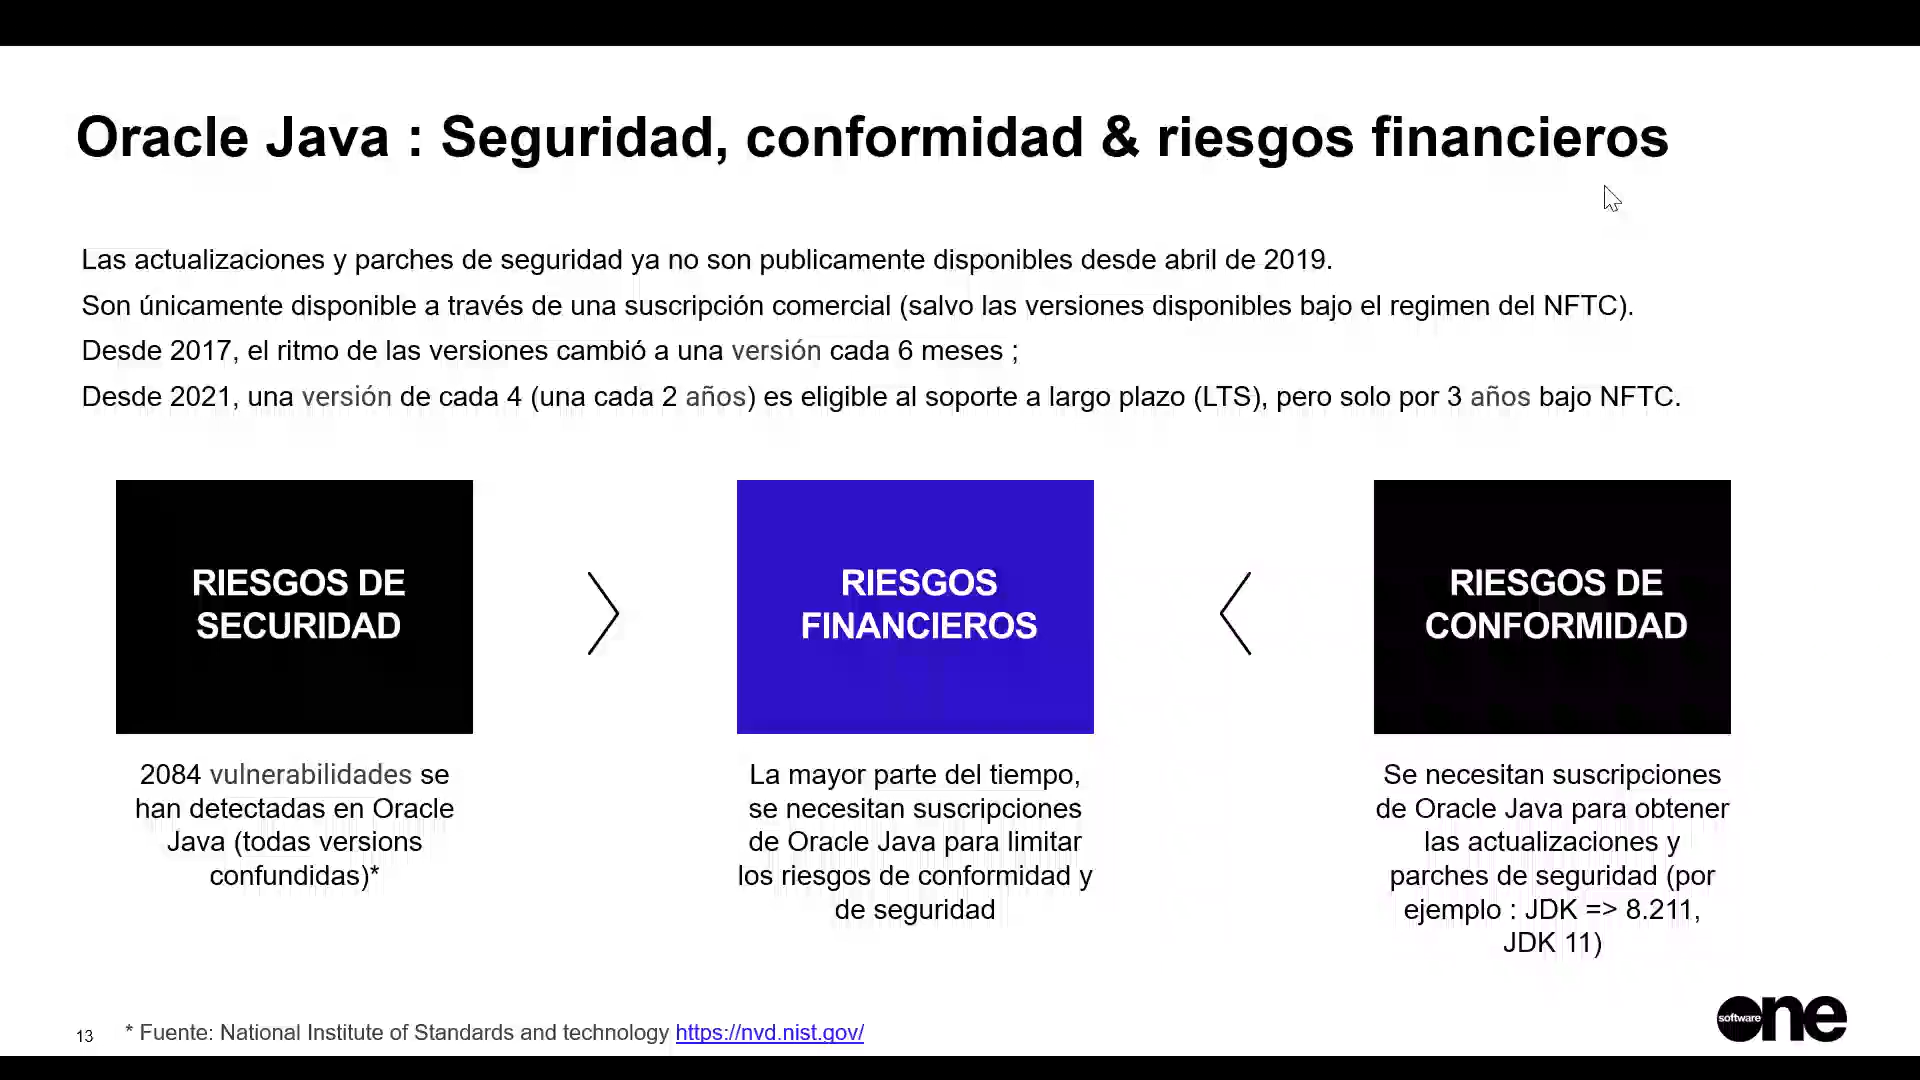 Oracle Java : Seguridad, conformidad & riesgos financieros
Las actualizaciones y parches de seguridad ya no son publicamente disponibles desde abril de 2019.
Son únicamente disponible a través de una suscripción comercial (salvo las versiones disponibles bajo el regimen del NFTC).
Desde 2017, el ritmo de las versiones cambió a una versión cada 6 meses ;
Desde 2021, una versión de cada 4 (una cada 2 años) es eligible al soporte a largo plazo (LTS), pero solo por 3 años bajo NFTC.
RIESGOS DE
SECURIDAD
2084 vulnerabilidades se
han detectadas en Oracle
Java (todas versions
confundidas)*
RIESGOS
FINANCIEROS
La mayor parte del tiempo,
se necesitan suscripciones
de Oracle Java para limitar
los riesgos de conformidad y
de seguridad
RIESGOS DE
CONFORMIDAD
Se necesitan suscripciones
de Oracle Java para obtener
las actualizaciones y
parches de seguridad (por
ejemplo : JDK => 8.211,
JDK 11)
13
* Fuente: National Institute of Standards and technology https://nvd.nist.gov/
software one